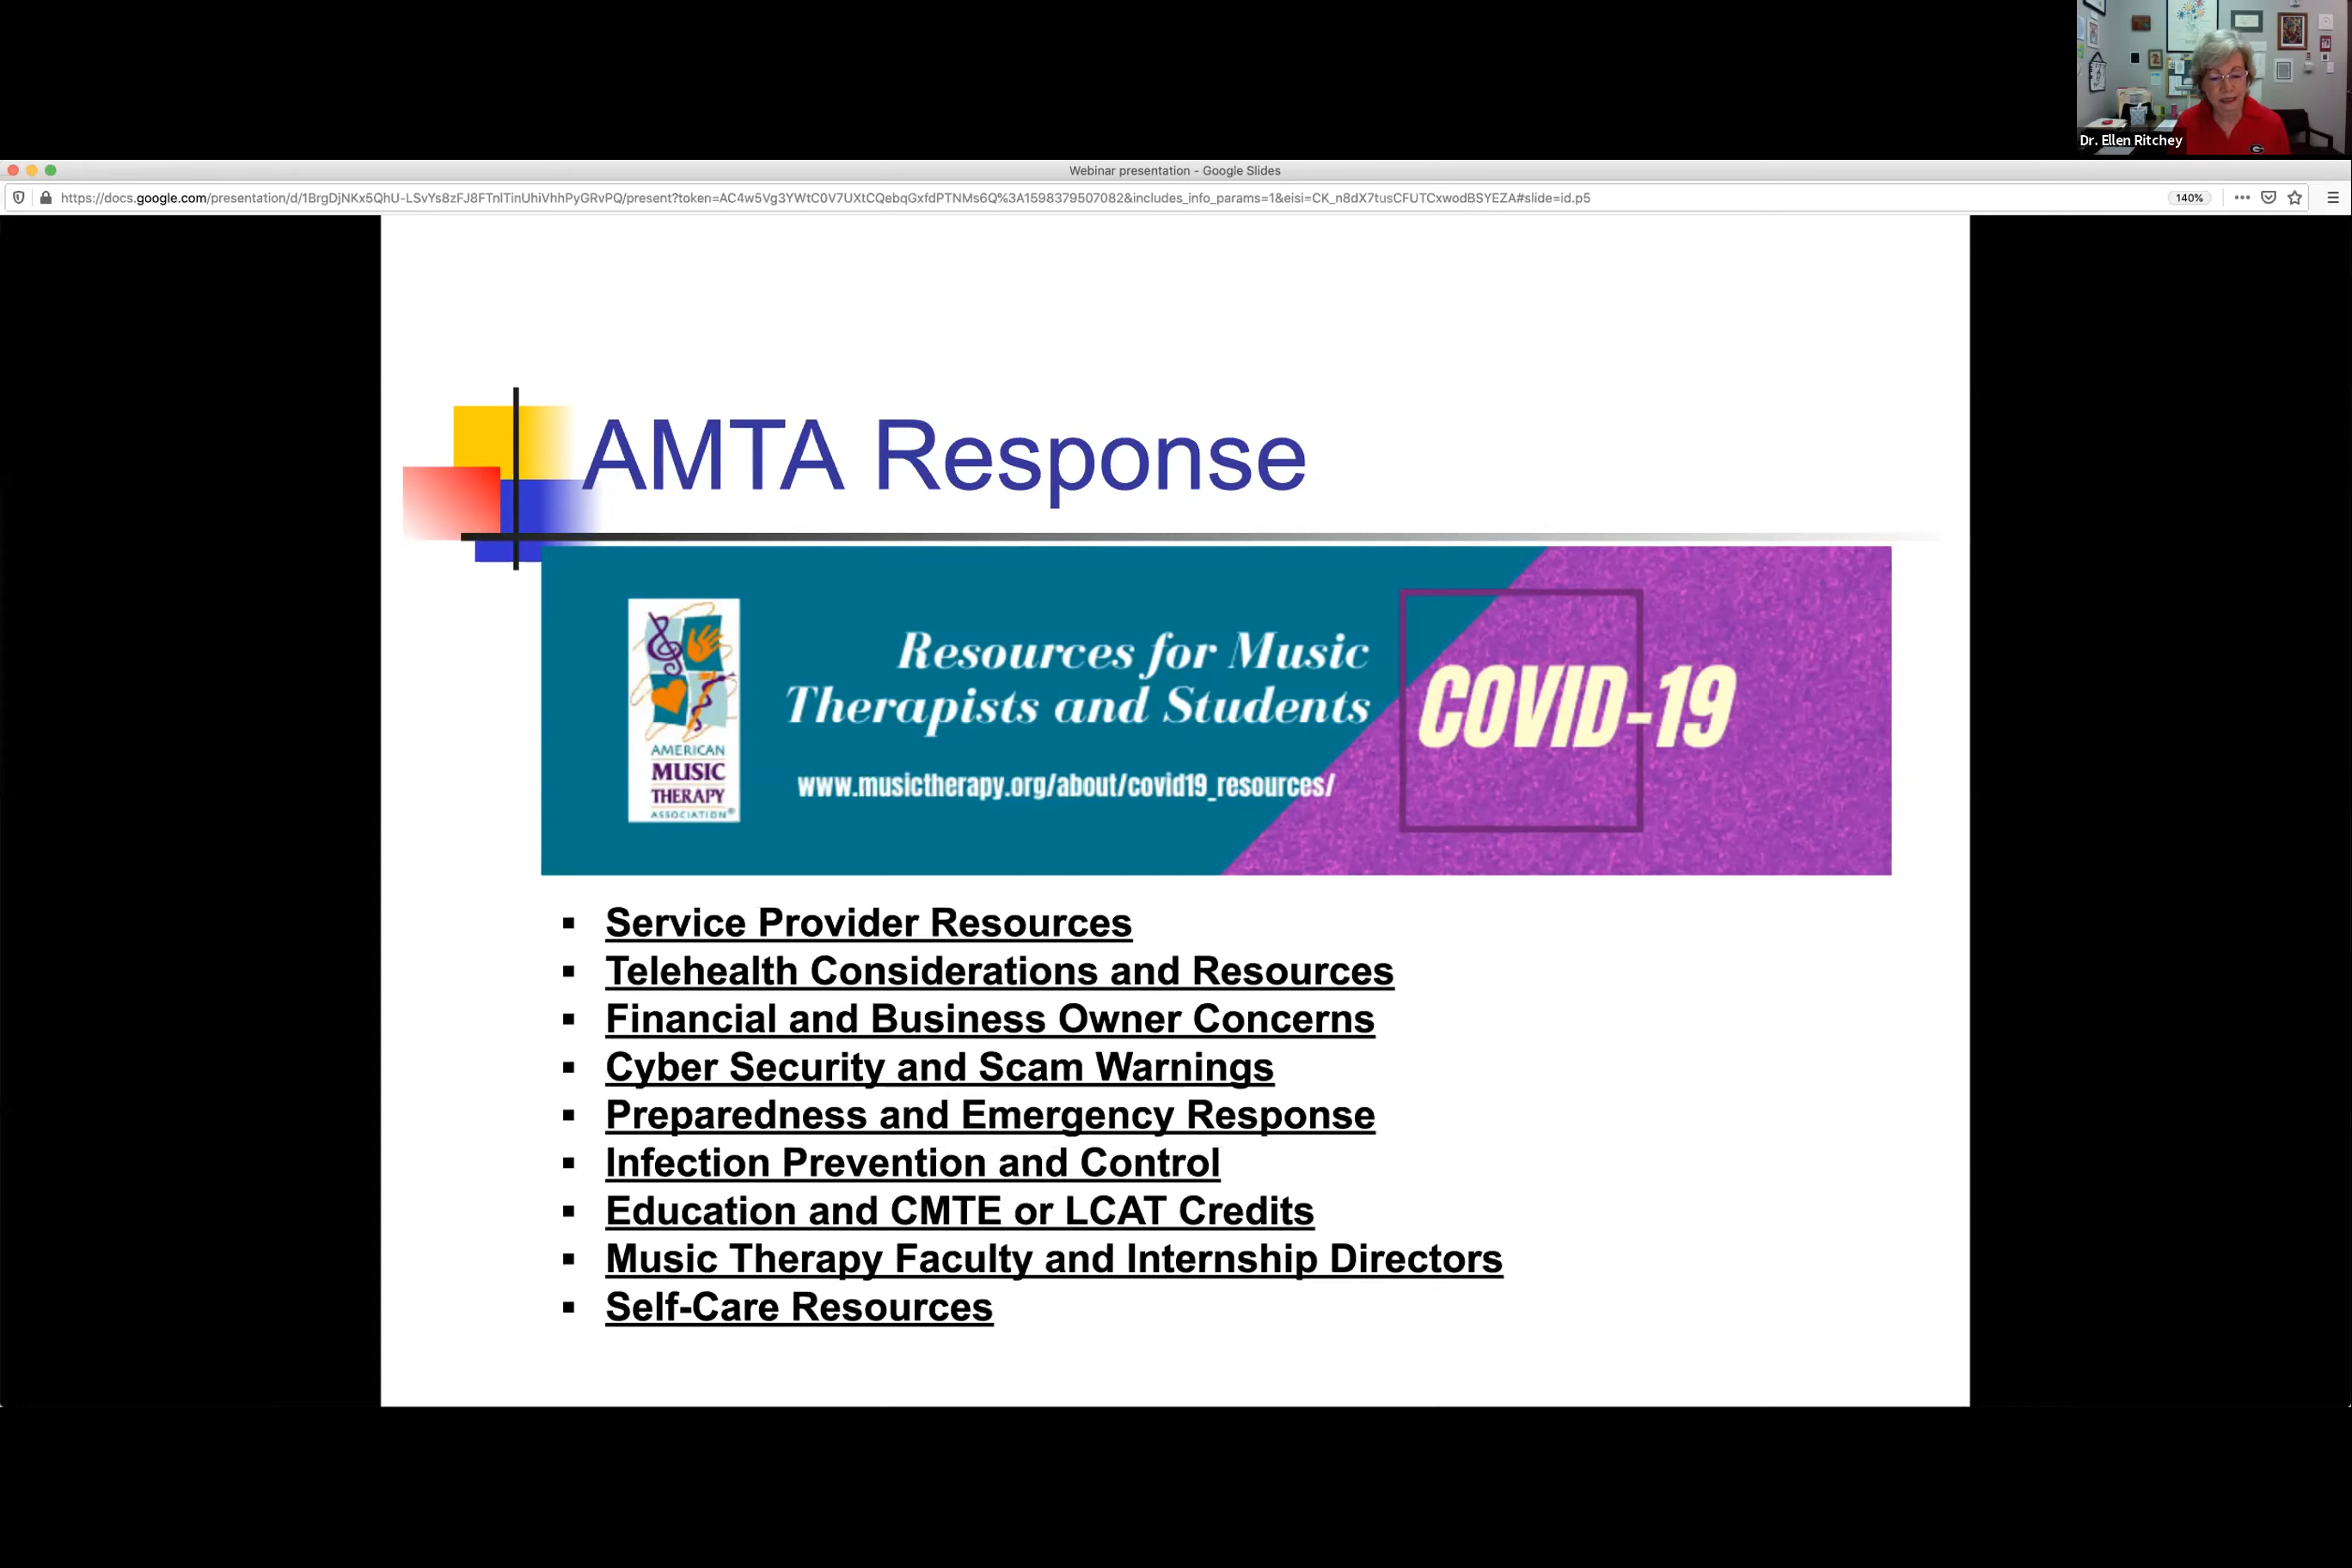 Dr. Ellen Ritchey
Webinar presentation - Google Slides
https://docs.google.com/presentation/d/1BrgDjNKx5QhU-LSvYs8zFJ8FTnlTinUhiVhhPyGRvPQ/present?token=AC4w5Vg3YWtC0V7UXtCQebqGxfdPTNMs6Q%3A1598379507082&includes_info_params=1&eisi=CK_n8dX7tusCFUTCxwodBSYEZA#slide=id.p5
140%
AMTA Response
Resources for Music
Therapists and Students
www.musictherapy.org/about/covid19_resources/
COVID-19
AMERICAN
MUSIC
THERAPY
ASSOCIATION®
▪ Service Provider Resources
▪ Telehealth Considerations and Resources
▪ Financial and Business Owner Concerns
▪ Cyber Security and Scam Warnings
▪ Preparedness and Emergency Response
▪ Infection Prevention and Control
▪ Education and CMTE or LCAT Credits
▪ Music Therapy Faculty and Internship Directors
▪ Self-Care Resources